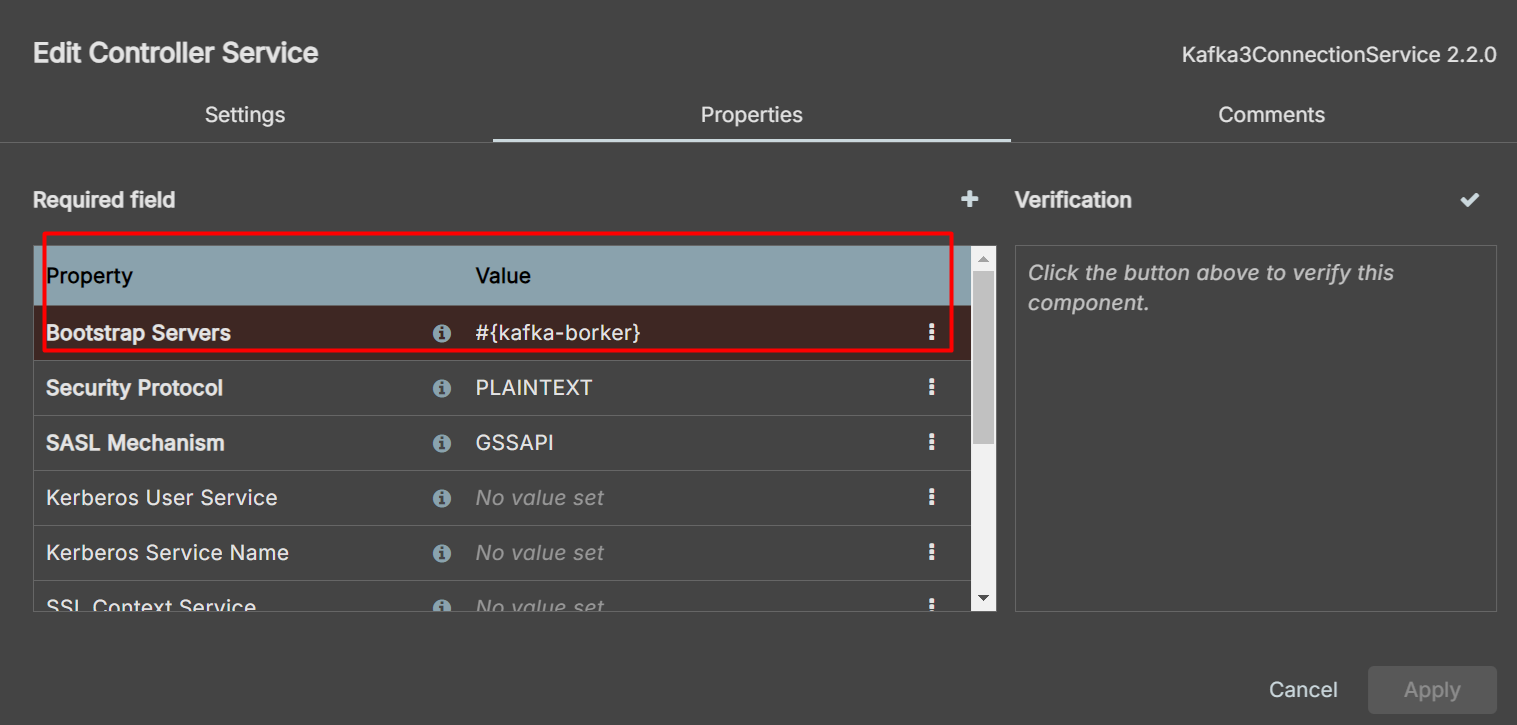 Edit Controller Service
Kafka3ConnectionService 2.2.0
Settings Properties Comments
Required field
Verification
Property Value
Bootstrap Servers #{kafka-borker}
Security Protocol PLAINTEXT
SASL Mechanism GSSAPI
Kerberos User Service No value set
Kerberos Service Name No value set
SSL Context Service No value set
Click the button above to verify this
component.
Cancel Apply